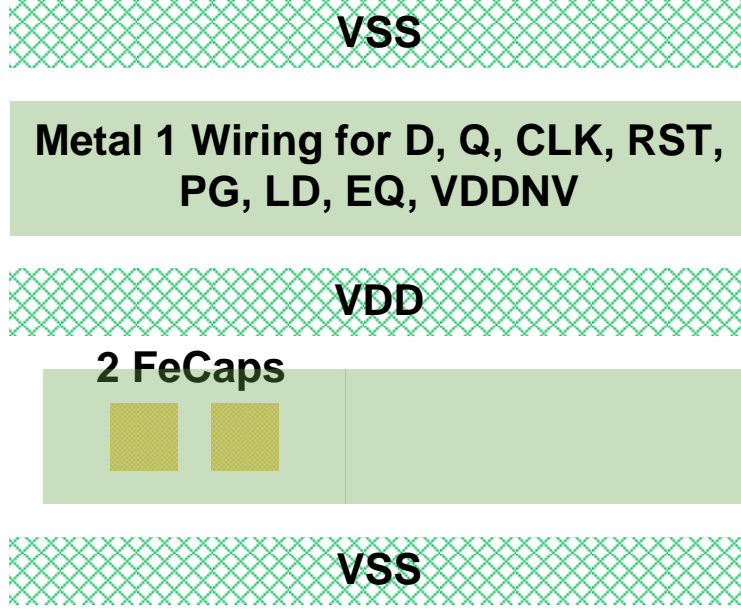 VSS
Metal 1 Wiring for D, Q, CLK, RST,
PG, LD, EQ, VDDNV
VDD
2 FeCaps
VSS